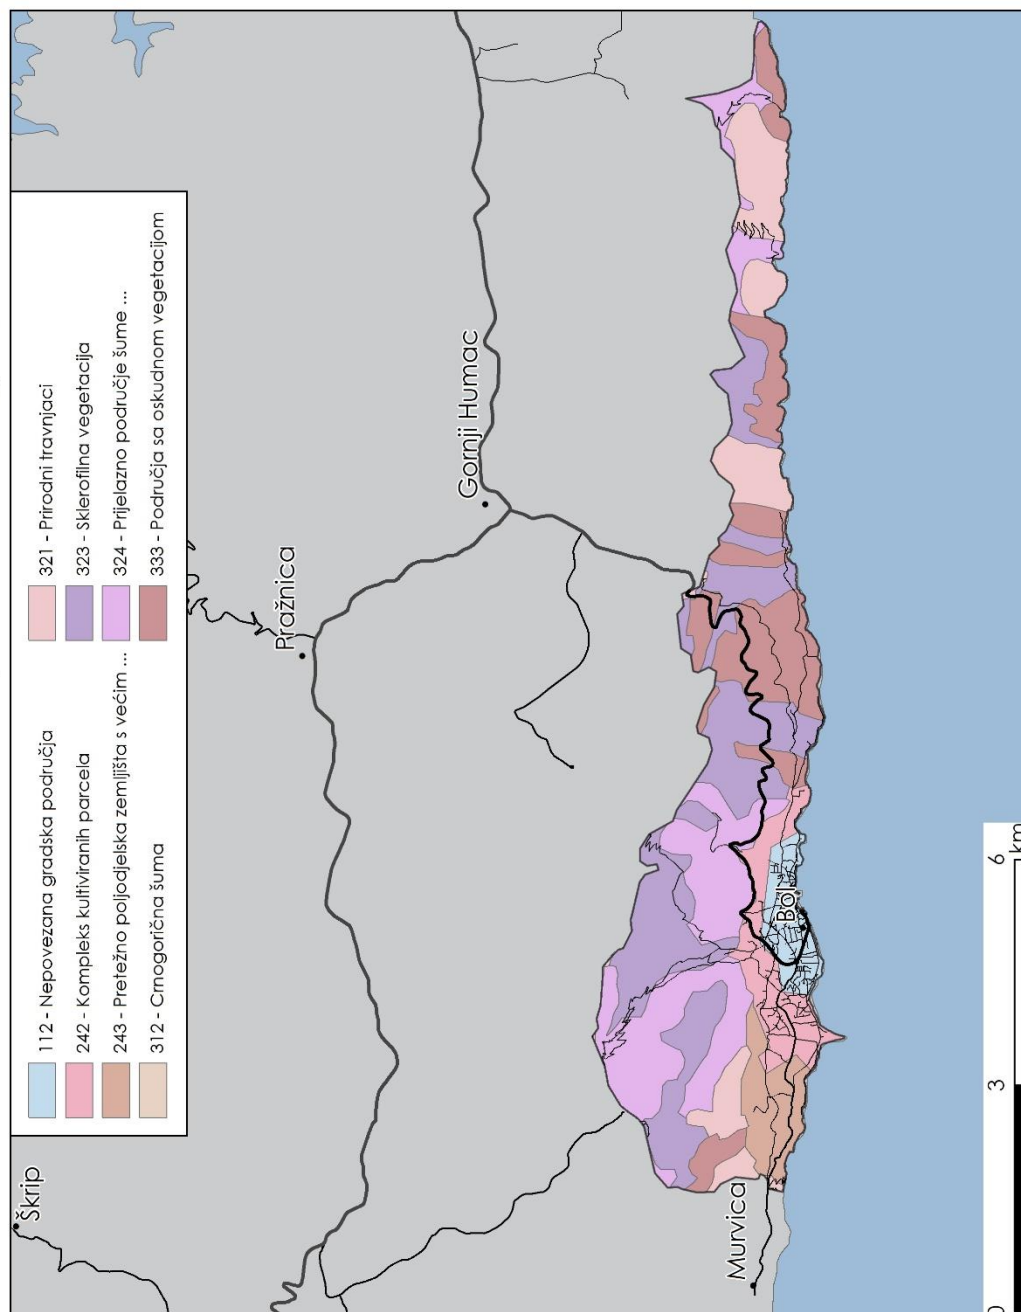 Škrip
Pražnica
Gornji Humac
Murvica
Bol
112 - Nepovezana gradska područja
242 - Kompleks kultiviranih parcela
243 - Pretežno poljodjelska zemljišta s većim ...
312 - Crnogorična šuma
321 - Prirodni travnjaci
323 - Sklerofilna vegetacija
324 - Prijelazno područje šume ...
333 - Područja sa oskudnom vegetacijom
0
3
6
km